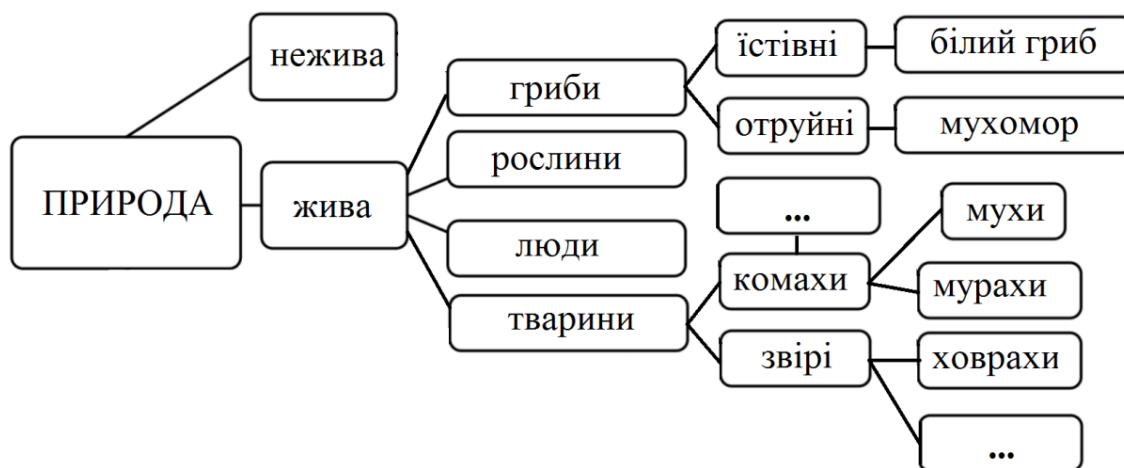 нежива
ПРИРОДА
жива
гриби
рослини
люди
тварини
їстівні
білий гриб
отруйні
мухомор
...
комахи
мухи
мурахи
звірі
ховрахи
...